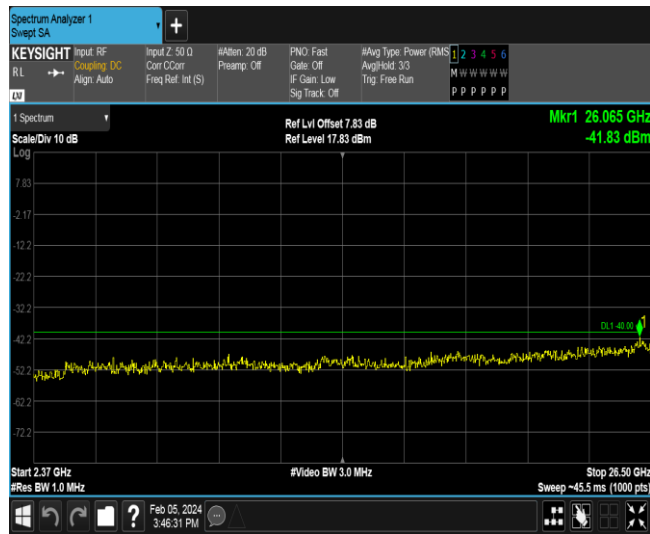 Spectrum Analyzer 1
Swept SA
KEYSIGHT
RL
LXI
Input: RF
Coupling: DC
Align: Auto
Input Z: 50 Ω
Corr CCorr
Freq Ref: Int (S)
#Atten: 20 dB
Preamp: Off
PNO: Fast
Gate: Off
IF Gain: Low
Sig Track: Off
#Avg Type: Power (RMS
Avg|Hold: 3/3
Trig: Free Run
1 2 3 4 5 6
M W W W W W
P P P P P P
1 Spectrum
Scale/Div 10 dB
Ref Lvl Offset 7.83 dB
Ref Level 17.83 dBm
Mkr1 26.065 GHz
-41.83 dBm
Log
7.83
-2.17
-12.2
-22.2
-32.2
DL1 -40.00
1
-42.2
-52.2
-62.2
-72.2
Start 2.37 GHz
#Video BW 3.0 MHz
Stop 26.50 GHz
#Res BW 1.0 MHz
Sweep ~45.5 ms (1000 pts)
?
Feb 05, 2024
3:46:31 PM